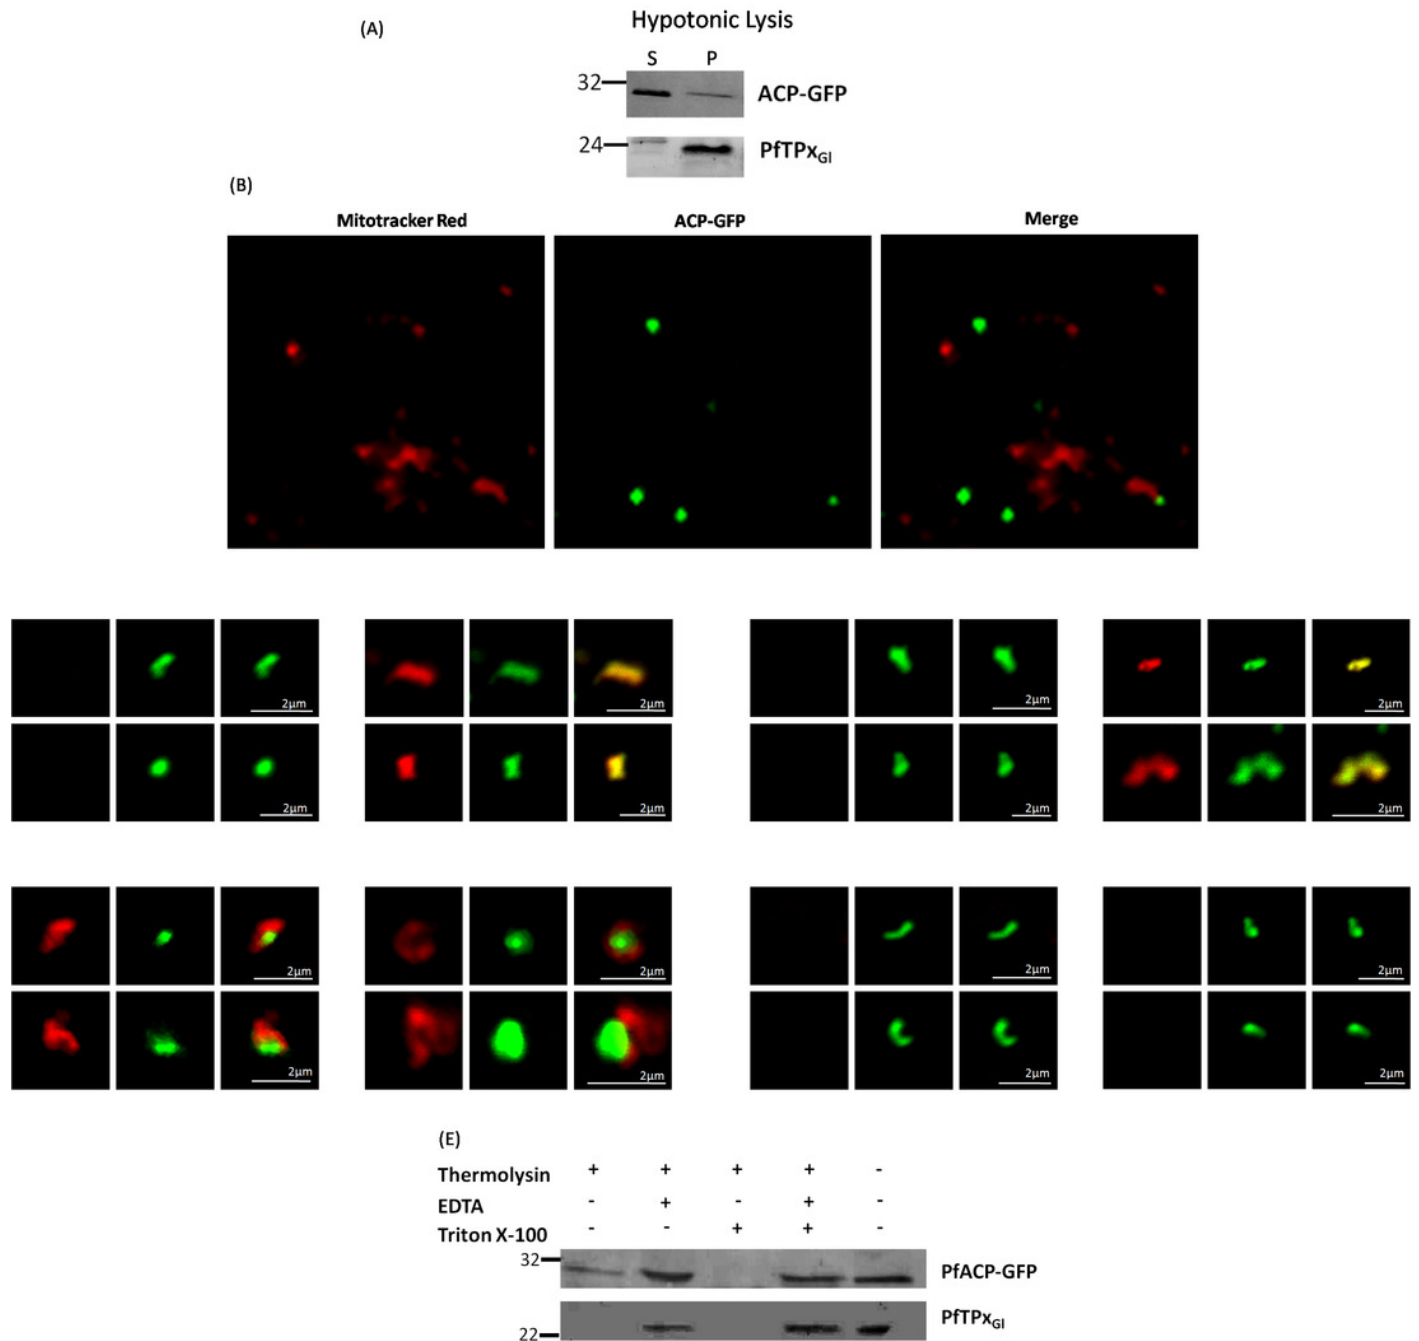 (A)
Hypotonic Lysis
S P
32
ACP-GFP
24
PfTPxGl
(B)
Mitotracker Red ACP-GFP Merge
2μm 2μm 2μm 2μm
2μm 2μm 2μm 2μm
2μm 2μm 2μm 2μm
2μm 2μm 2μm 2μm
(E)
Thermolysin + + + + -
EDTA - + - + -
Triton X-100 - - + + -
32
PfACP-GFP
PfTPxGl
22